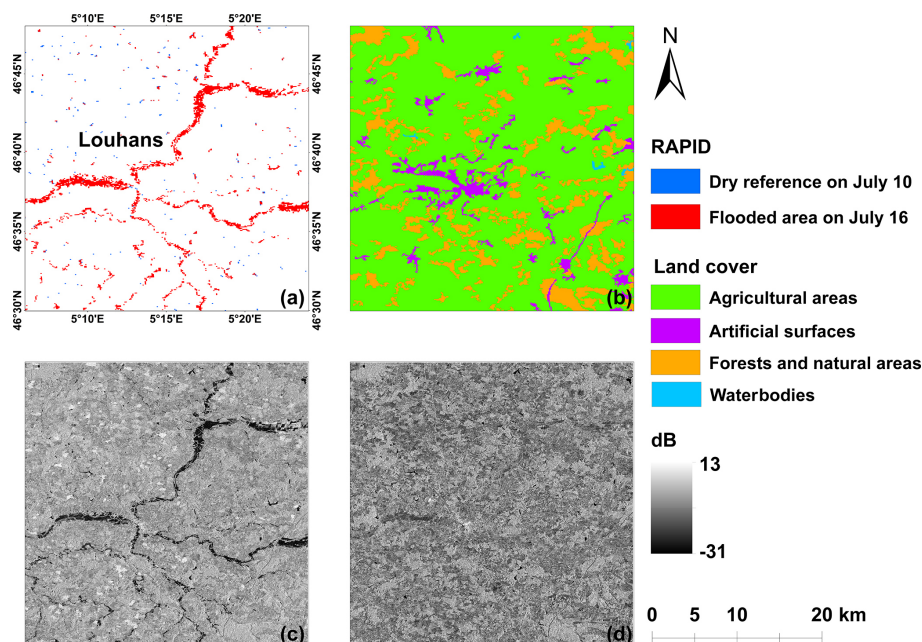 5°10'E 5°15'E 5°20'E
46°45'N 46°45'N
46°40'N 46°40'N
46°35'N 46°35'N
46°30'N 46°30'N
Louhans
(a)
5°10'E 5°15'E 5°20'E
(b)
N
RAPID
Dry reference on July 10
Flooded area on July 16
Land cover
Agricultural areas
Artificial surfaces
Forests and natural areas
Waterbodies
dB
13
-31
(c)
(d)
0 5 10 20 km